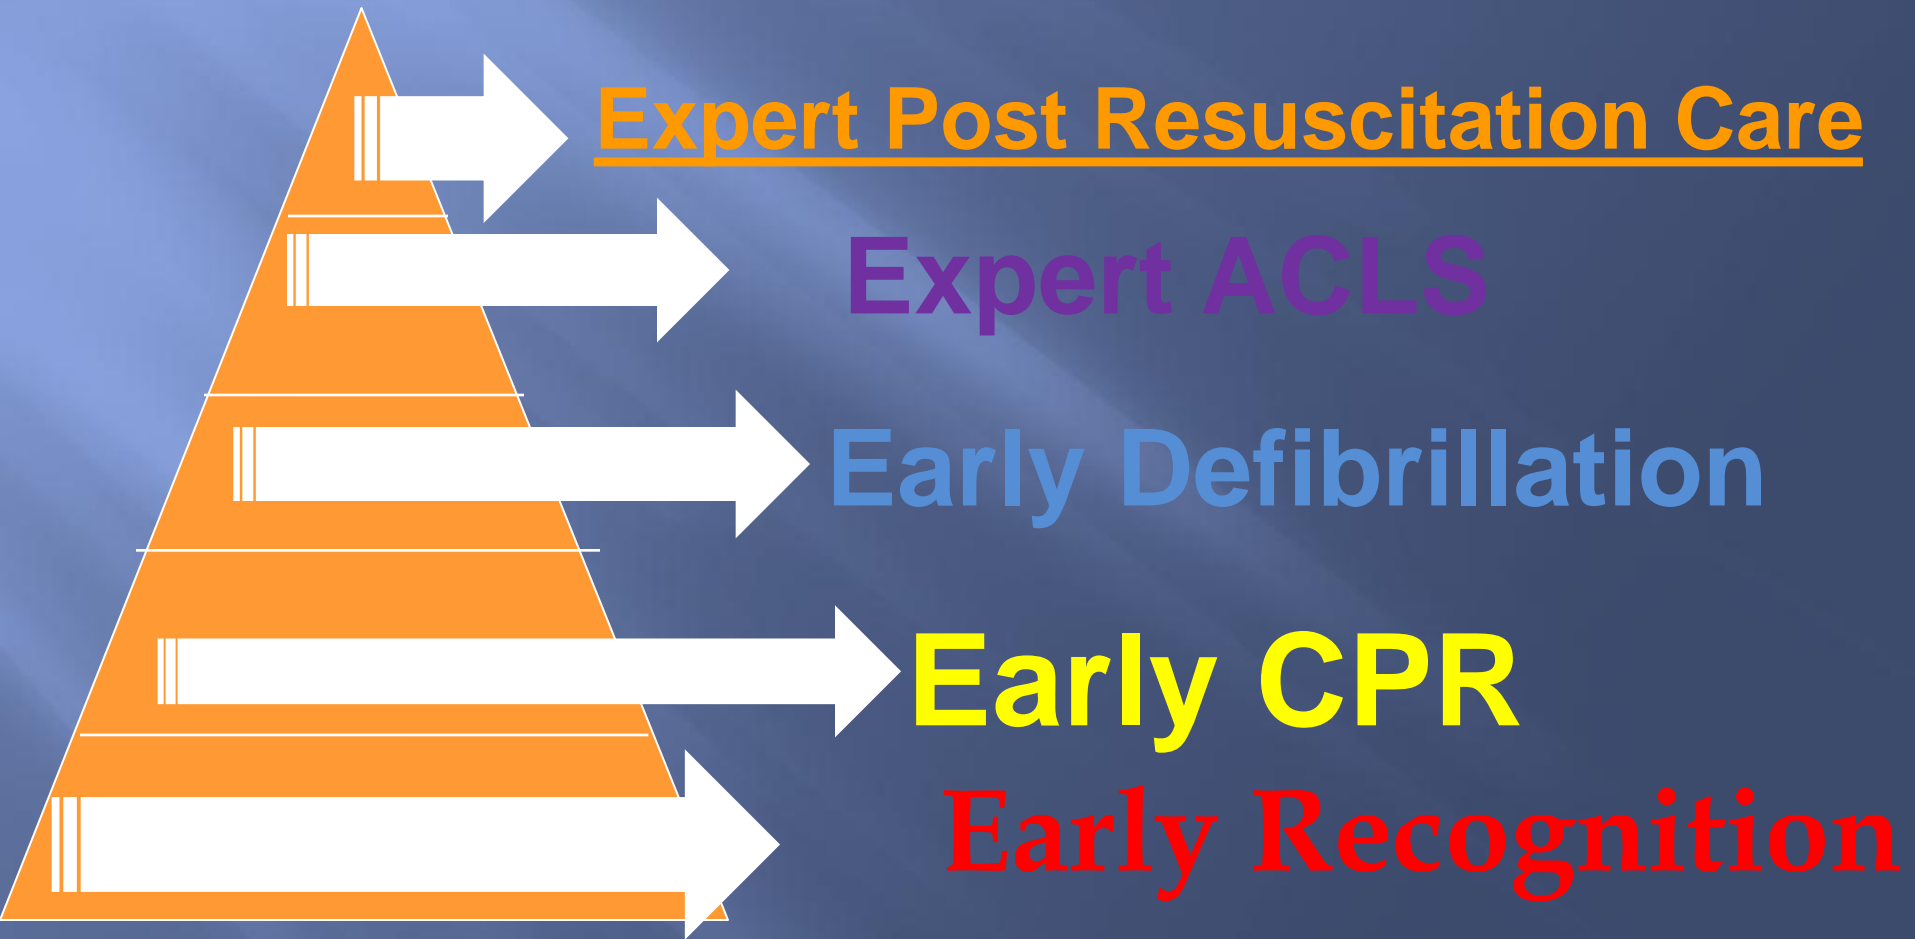 Expert Post Resuscitation Care
Expert ACLS
Early Defibrillation
Early CPR
Early Recognition